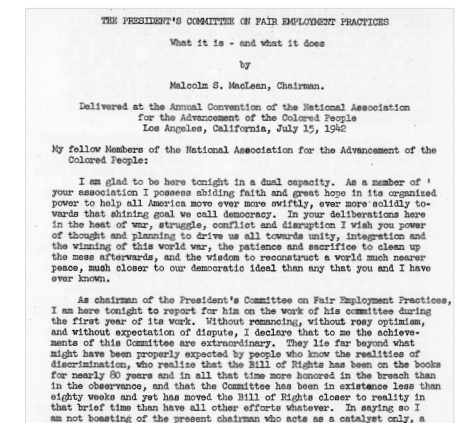 THE PRESIDENT'S COMMITTEE ON FAIR EMPLOYMENT PRACTICES
What it is - and what it does
by
Malcolm S. MacLean, Chairman.
Delivered at the Annual Convention of the National Association
for the Advancement of the Colored People
Los Angeles, California, July 15, 1942
My fellow Members of the National Association for the Advancement of the
Colored People:
I am glad to be here tonight in a dual capacity. As a member of '
your association I possess abiding faith and great hope in its organized
power to help all America move ever more swiftly, ever more solidly to-
wards that shining goal we call democracy. In your deliberations here
in the heat of war, struggle, conflict and disruption I wish you power
of thought and planning to drive us all towards unity, integration and
the winning of this world war, the patience and sacrifice to clean up
the mess afterwards, and the wisdom to reconstruct a world much nearer
peace, much closer to our democratic ideal than any that you and I have
ever known.
As chairman of the President's Committee on Fair Employment Practices,
I am here tonight to report for him on the work of his committee during
the first year of its work. Without romancing, without rosy optimism,
and without expectation of dispute, I declare that to me the achieve-
ments of this Committee are extraordinary. They lie far beyond what
might have been properly expected by people who know the realities of
discrimination, who realize that the Bill of Rights has been on the books
for nearly 80 years and in all that time more honored in the breach than
in the observance, and that the Committee has been in existence less than
eighty weeks and yet has moved the Bill of Rights closer to reality in
that brief time than have all other efforts whatever. In saying so I
am not boasting of the present chairman who acts as a catalyst only, a